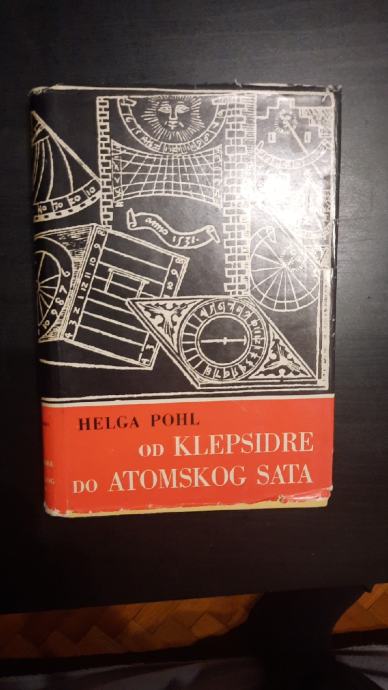 anno 1531
HELGA POHL
OD KLEPSIDRE
DO ATOMSKOG SATA